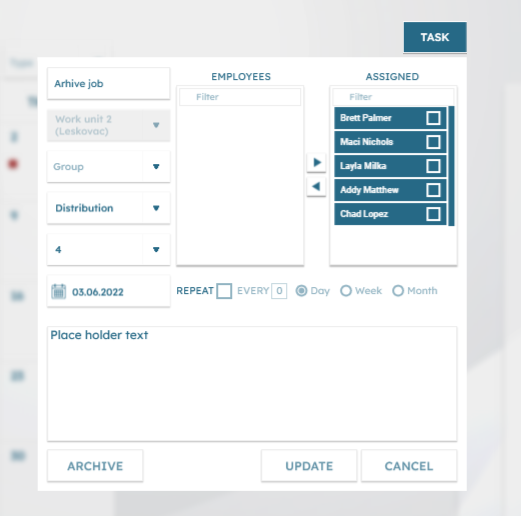 TASK
Arhive job
EMPLOYEES
ASSIGNED
Filter
Filter
Work unit 2
(Leskovac)
Group
Distribution
4
Brett Palmer
Maci Nichols
Layla Milka
Addy Matthew
Chad Lopez
03.06.2022
REPEAT EVERY 0 Day Week Month
Place holder text
ARCHIVE UPDATE CANCEL